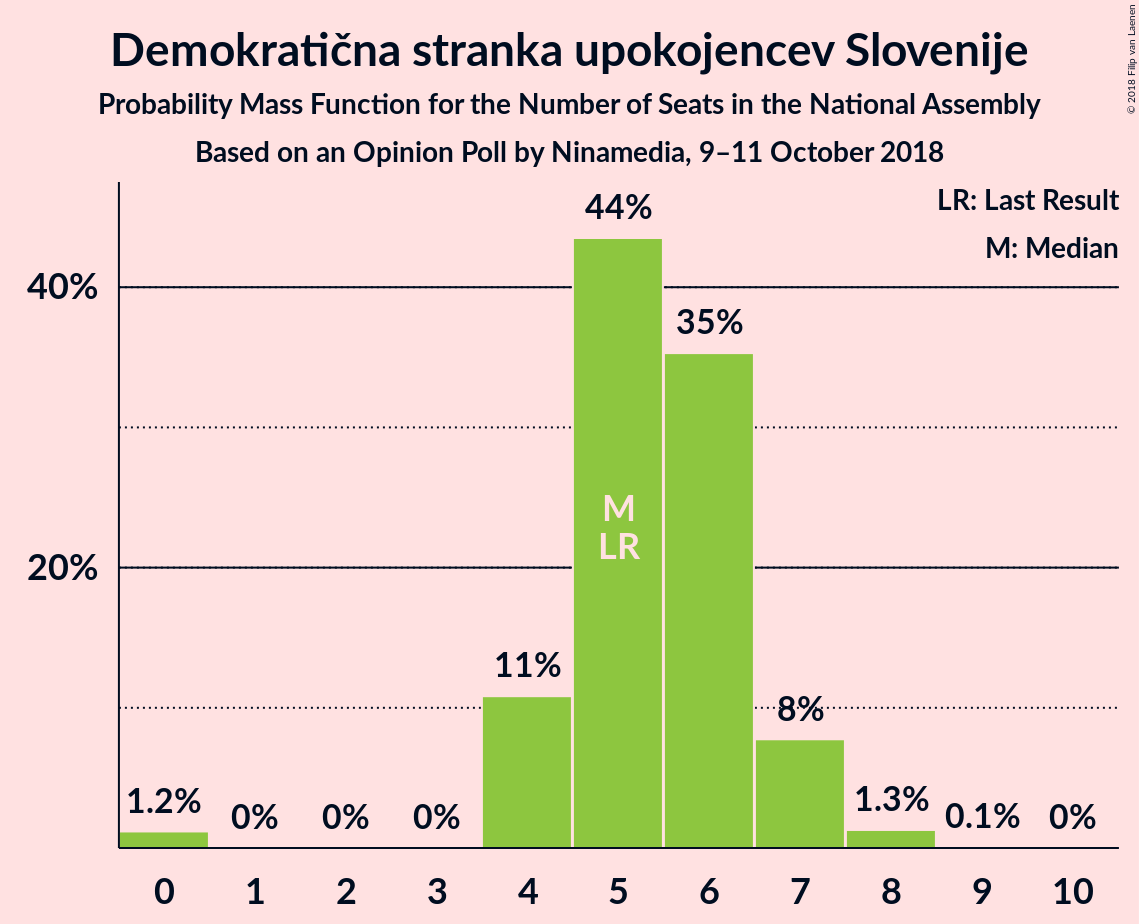 Demokratična stranka upokojencev Slovenije
Probability Mass Function for the Number of Seats in the National Assembly
Based on an Opinion Poll by Ninamedia, 9–11 October 2018
© 2018 Filip van Laenen
LR: Last Result
M: Median
44%
40%
35%
M
LR
20%
11%
8%
1.2%
0%
0%
0%
1.3%
0.1%
0%
0 1 2 3 4 5 6 7 8 9 10